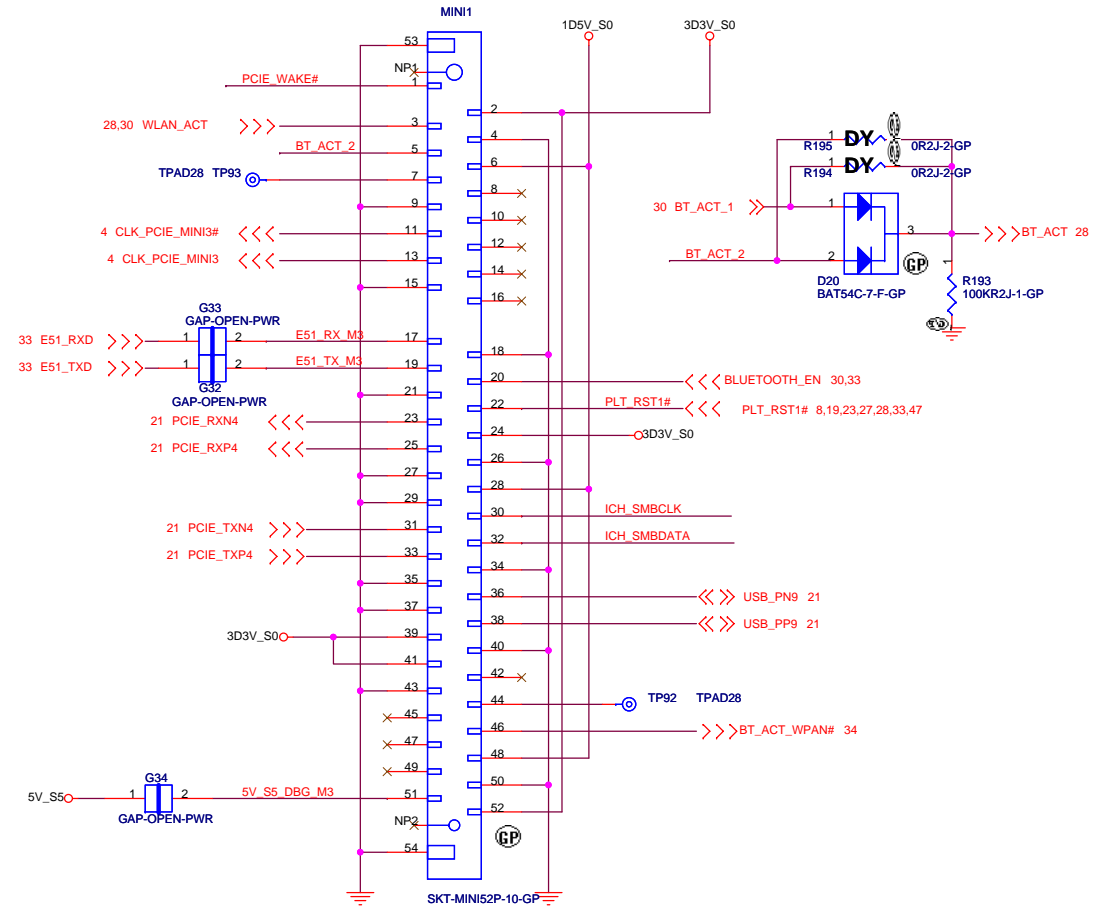 MINI1
1D5V_S0
3D3V_S0
53
NP1
PCIE_WAKE#
1
2
28,30 WLAN_ACT
3
4
BT_ACT_2
5
6
TPAD28 TP93
7
8
9
10
4 CLK_PCIE_MINI3#
11
12
4 CLK_PCIE_MINI3
13
14
15
16
G33
GAP-OPEN-PWR
33 E51_RXD
1
2
E51_RX_M3
17
18
33 E51_TXD
1
2
E51_TX_M3
19
G32
GAP-OPEN-PWR
20
BLUETOOTH_EN 30,33
21
22
PLT_RST1#
PLT_RST1# 8,19,23,27,28,33,47
21 PCIE_RXN4
23
24
3D3V_S0
21 PCIE_RXP4
25
26
27
28
29
30
ICH_SMBCLK
21 PCIE_TXN4
31
32
ICH_SMBDATA
21 PCIE_TXP4
33
34
35
36
USB_PN9 21
37
38
USB_PP9 21
3D3V_S0
39
40
41
42
43
44
TP92 TPAD28
45
46
BT_ACT_WPAN# 34
47
48
49
50
G34
5V_S5
1
2
5V_S5_DBG_M3
51
52
GAP-OPEN-PWR
NP2
GP
54
SKT-MINI52P-10-GP
1
DY
R195
0R2J-2-GP
1
DY
R194
0R2J-2-GP
30 BT_ACT_1
1
3
BT_ACT 28
BT_ACT_2
2
GP
D20
BAT54C-7-F-GP
1
R193
100KR2J-1-GP